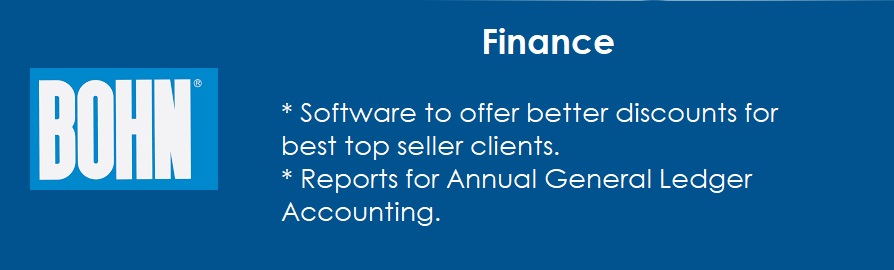 Finance
BOHN®
* Software to offer better discounts for
best top seller clients.
* Reports for Annual General Ledger
Accounting.